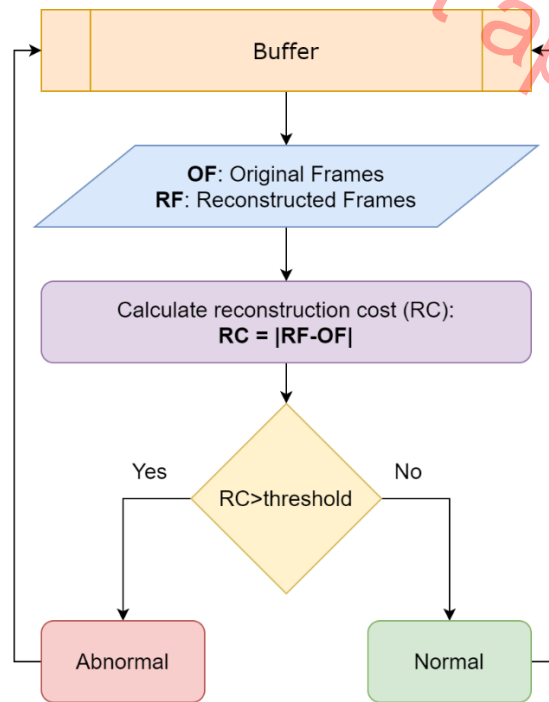 Buffer
OF: Original Frames
RF: Reconstructed Frames
Calculate reconstruction cost (RC):
RC = |RF-OF|
Yes
No
RC>threshold
Abnormal
Normal